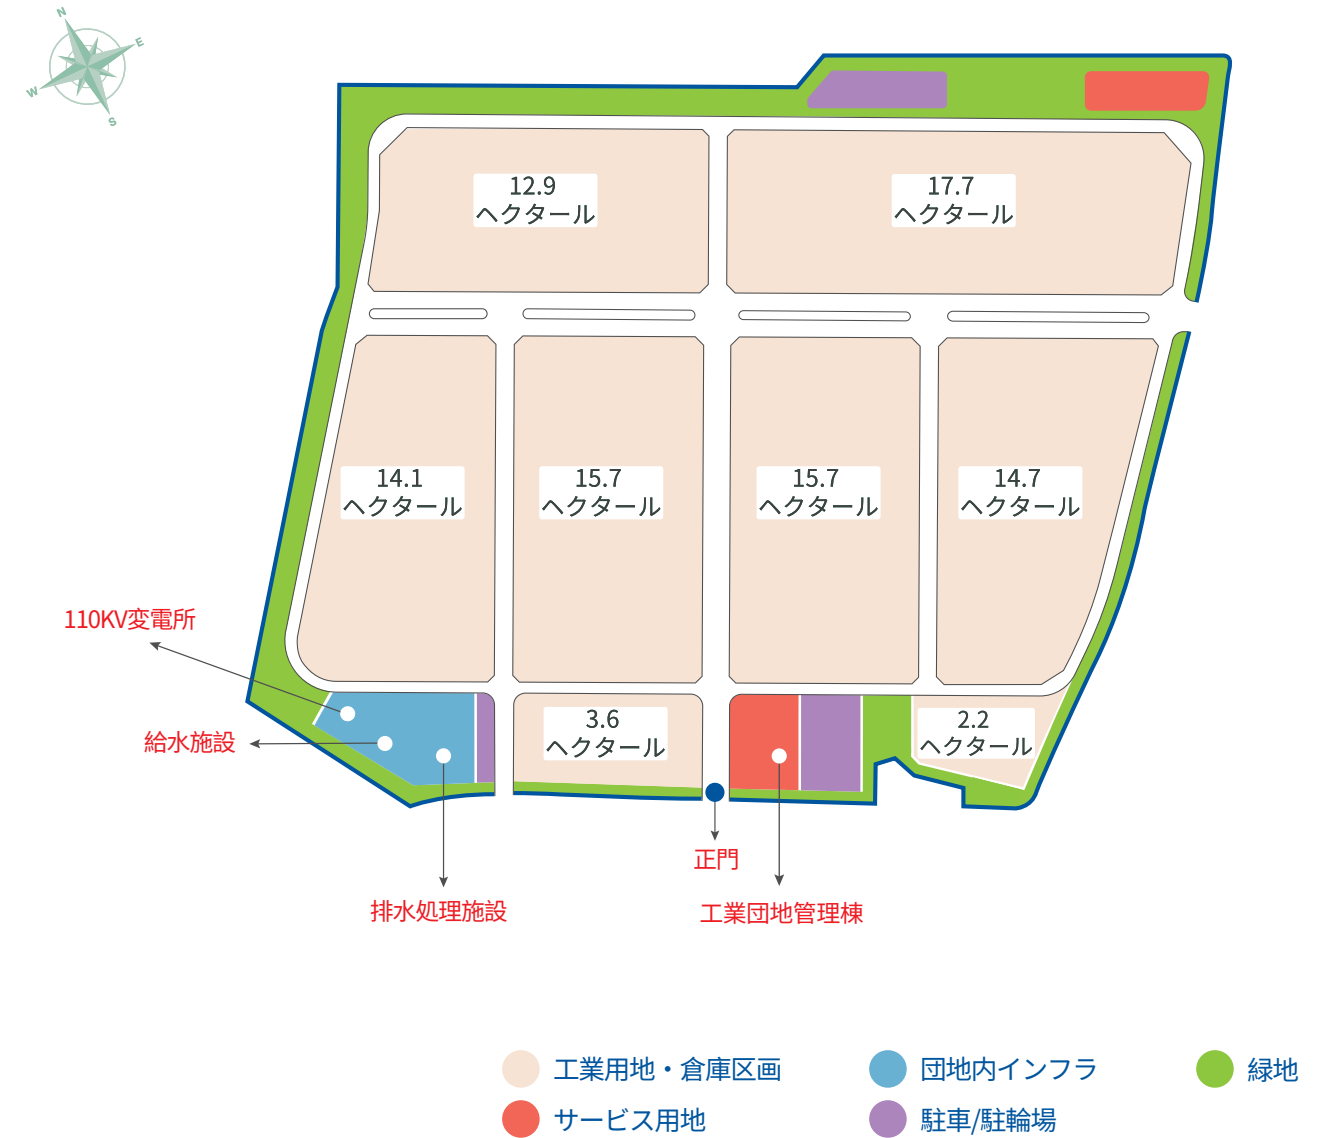 N
E
W
S
12.9
ヘクタール
17.7
ヘクタール
14.1
ヘクタール
15.7
ヘクタール
15.7
ヘクタール
14.7
ヘクタール
110KV変電所
給水施設
3.6
ヘクタール
2.2
ヘクタール
正門
排水処理施設
工業団地管理棟
工業用地・倉庫区画
団地内インフラ
緑地
サービス用地
駐車/駐輪場